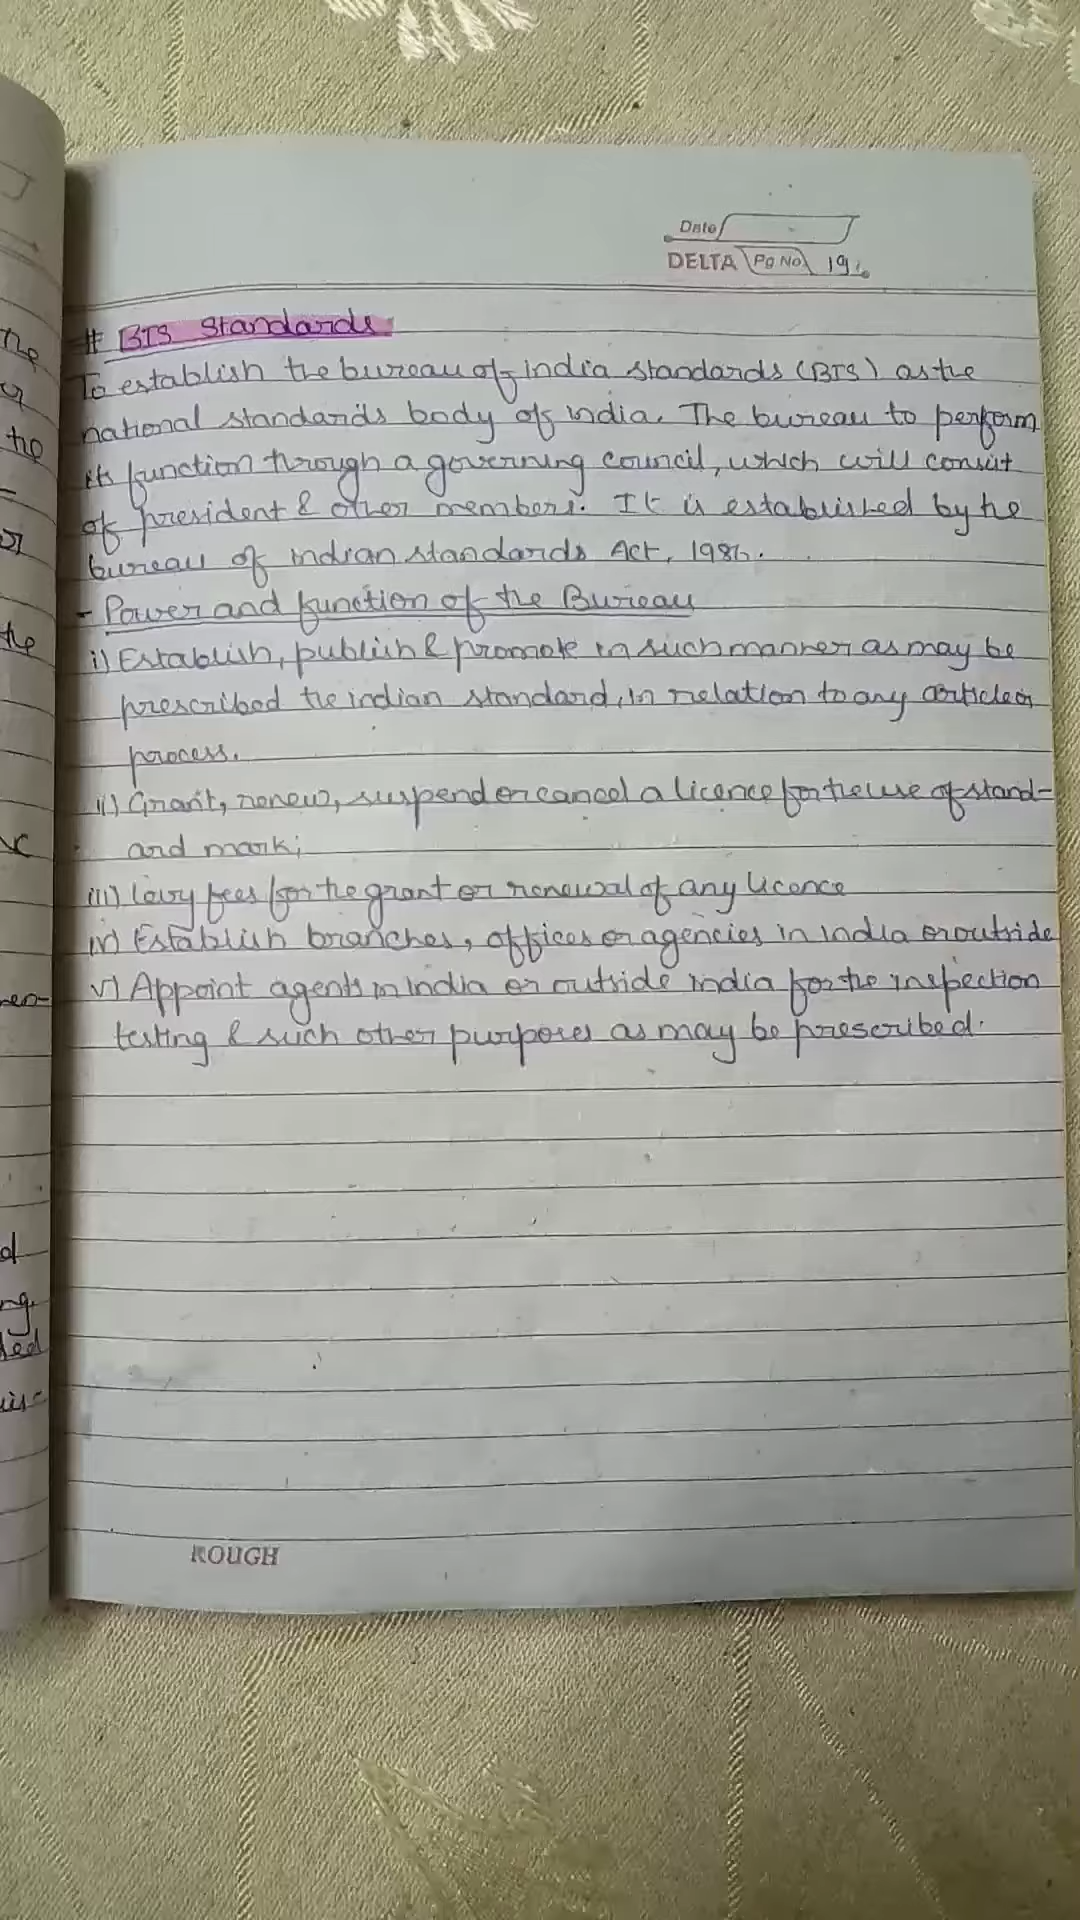 Date
DELTA Pg No 19
# BIS Standards
To establish the bureau of india standards (BIS) as the
national standards body of india. The bureau to perform
its function through a governing council, which will consist
of president & other members. It is established by the
bureau of indian standards Act, 1986.
- Power and function of the Bureau
i) Establish, publish & promote in such manner as may be
prescribed the indian standard, in relation to any article or
process.
ii) Grant, renew, suspend or cancel a licence for the use of stand-
ard mark;
iii) levy fees for the grant or renewal of any licence
iv) Establish branches, offices or agencies in india or outside
v) Appoint agents in india or outside india for the inspection
testing & such other purposes as may be prescribed.
ROUGH